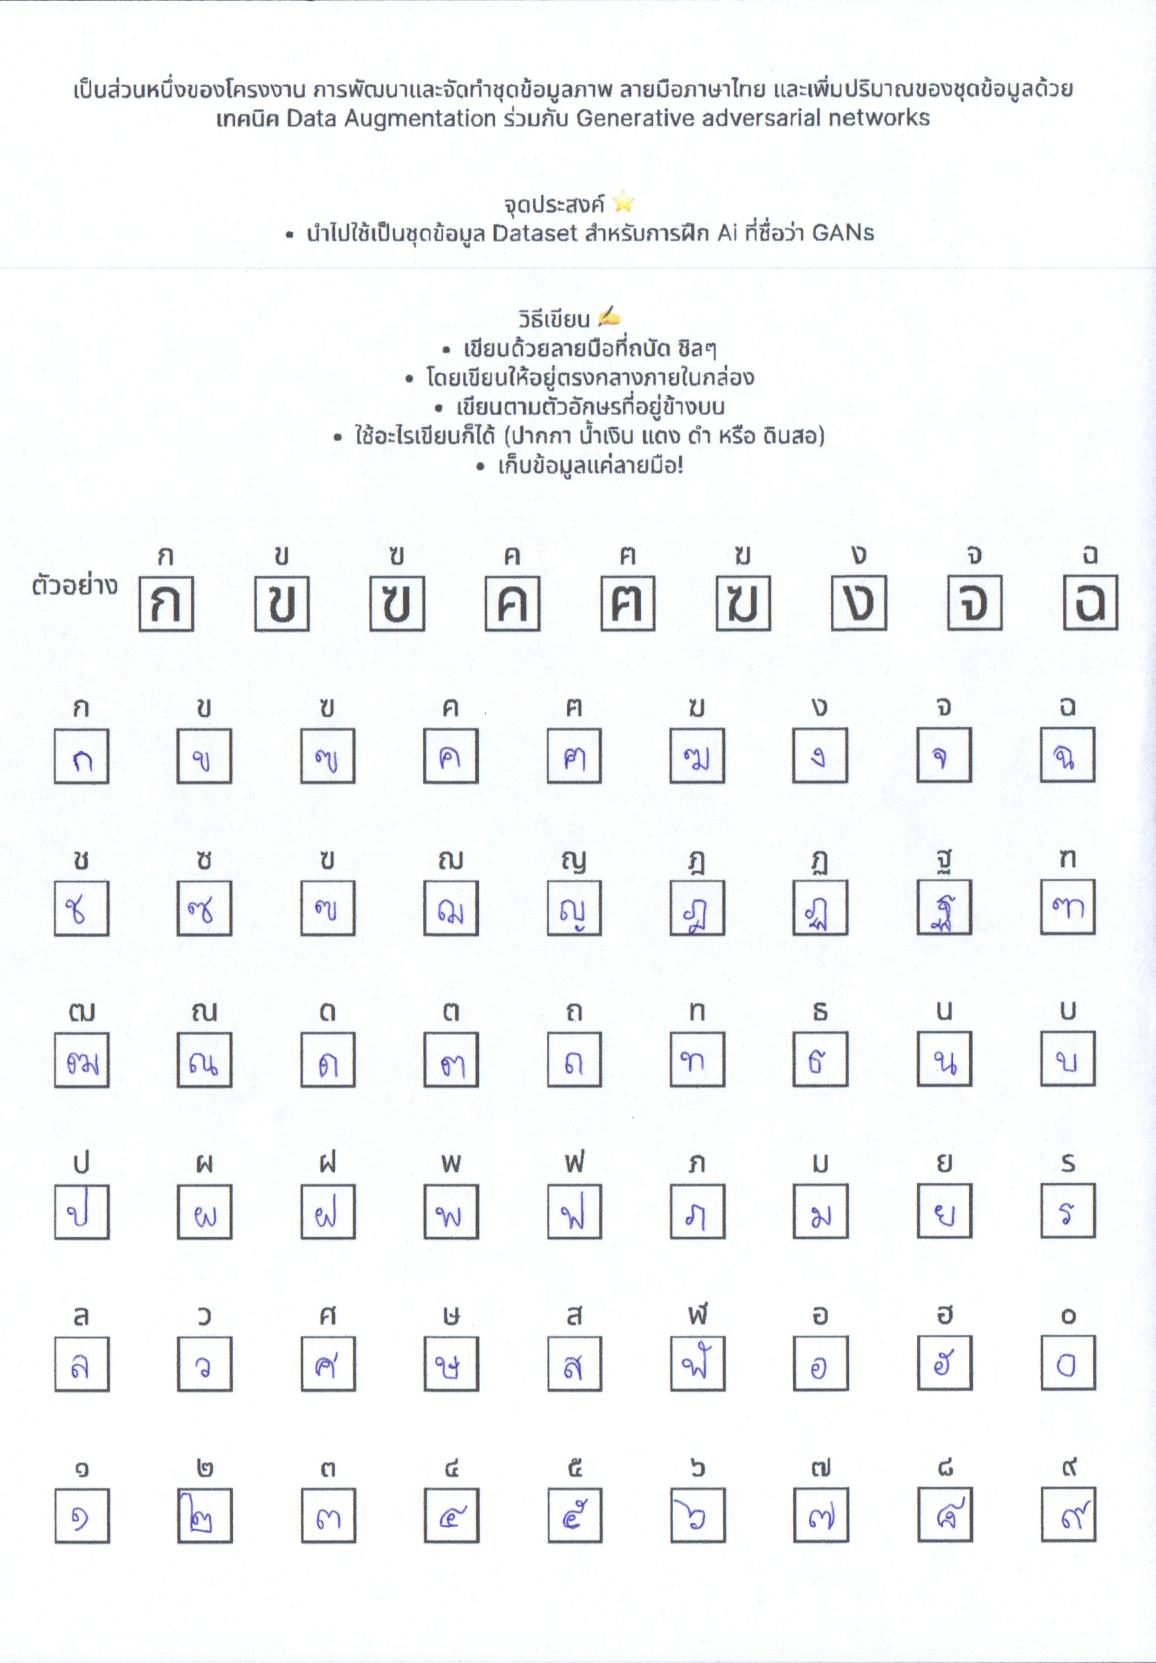 เป็นส่วนหนึ่งของโครงงาน การพัฒนาและจัดทำชุดข้อมูลภาพ ลายมือภาษาไทย และเพิ่มปริมาณของชุดข้อมูลด้วย
เทคนิค Data Augmentation ร่วมกับ Generative adversarial networks
จุดประสงค์ ⭐
• นำไปใช้เป็นชุดข้อมูล Dataset สำหรับการฝึก Ai ที่ชื่อว่า GANs
วิธีเขียน ✍️
• เขียนด้วยลายมือที่ถนัด ชิลๆ
• โดยเขียนให้อยู่ตรงกลางภายในกล่อง
• เขียนตามตัวอักษรที่อยู่ข้างบน
• ใช้อะไรเขียนก็ได้ (ปากกา น้ำเงิน แดง ดำ หรือ ดินสอ)
• เก็บข้อมูลแค่ลายมือ!
ก ข ฃ ค ฅ ฆ ง จ ฉ
ตัวอย่าง ก ข ฃ ค ฅ ฆ ง จ ฉ
ก ข ฃ ค ฅ ฆ ง จ ฉ
ก ข ฃ ค ฅ ฆ ง จ ฉ
ช ซ ฃ ฌ ญ ฎ ฏ ฐ ฑ
ช ซ ฃ ฌ ญ ฎ ฏ ฐ ฑ
ฒ ณ ด ต ถ ท ธ น บ
ฒ ณ ด ต ถ ท ธ น บ
ป ผ ฝ พ ฟ ภ ม ย ร
ป ผ ฝ พ ฟ ภ ม ย ร
ล ว ศ ษ ส ฬ อ ฮ ๐
ล ว ศ ษ ส ฬ อ ฮ ๐
๑ ๒ ๓ ๔ ๕ ๖ ๗ ๘ ๙
๑ ๒ ๓ ๔ ๕ ๖ ๗ ๘ ๙